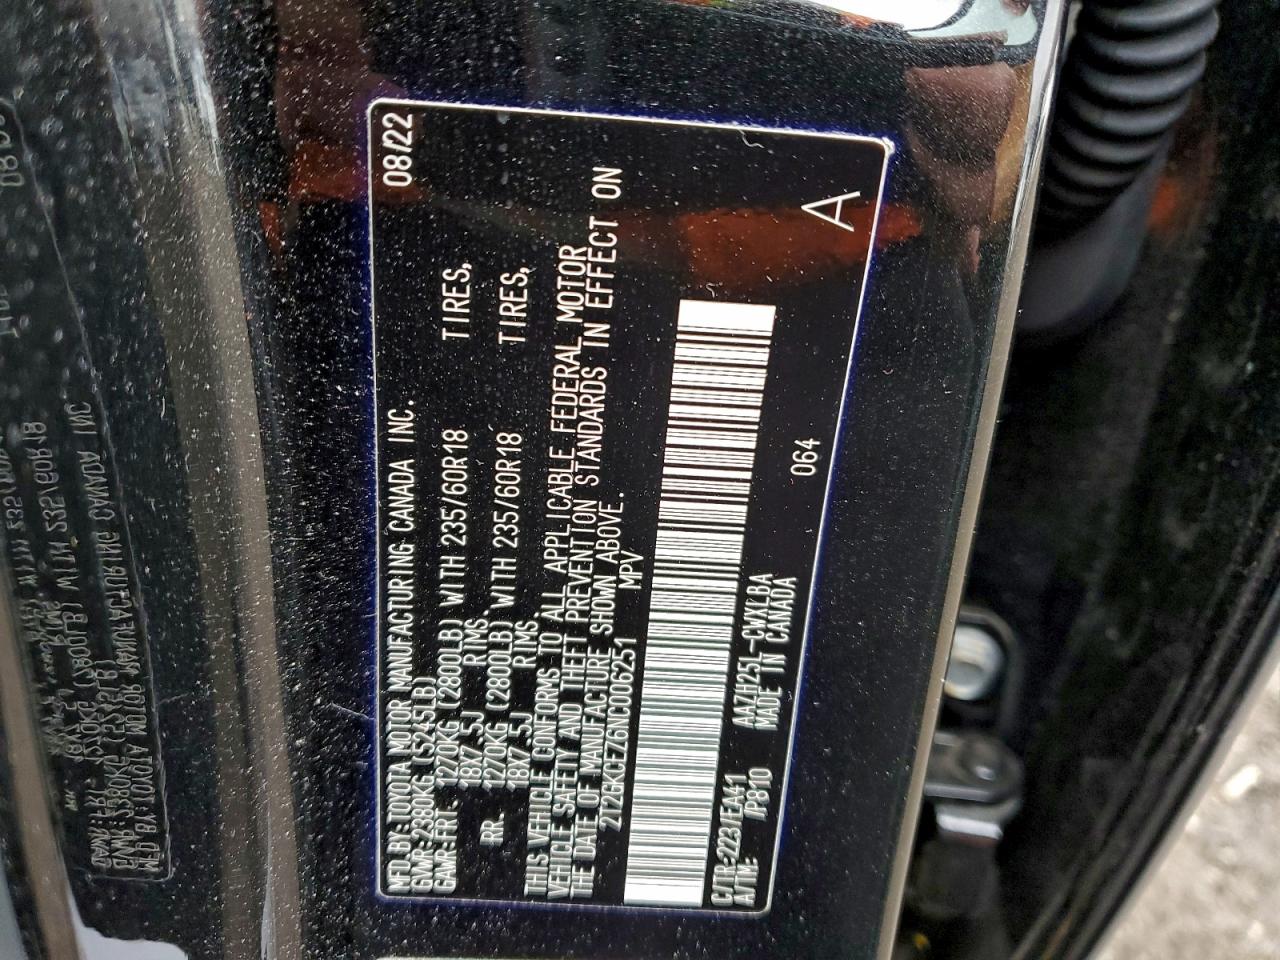 MFD. BY: TOYOTA MOTOR MANUFACTURING CANADA INC. 08/22
GVWR: 2380KG (5245LB)
GAWR: FRT. 1270KG (2800LB) WITH 235/60R18 TIRES,
18X7.5J RIMS,
RR. 1270KG (2800LB) WITH 235/60R18 TIRES,
18X7.5J RIMS.
THIS VEHICLE CONFORMS TO ALL APPLICABLE FEDERAL MOTOR
VEHICLE SAFETY AND THEFT PREVENTION STANDARDS IN EFFECT ON
THE DATE OF MANUFACTURE SHOWN ABOVE.
2T2GKCEZ6NC006251 MPV
C/TR: 223/EA41 AAZH25L-CWXLBA
A/TM: P810 MADE IN CANADA
064
A